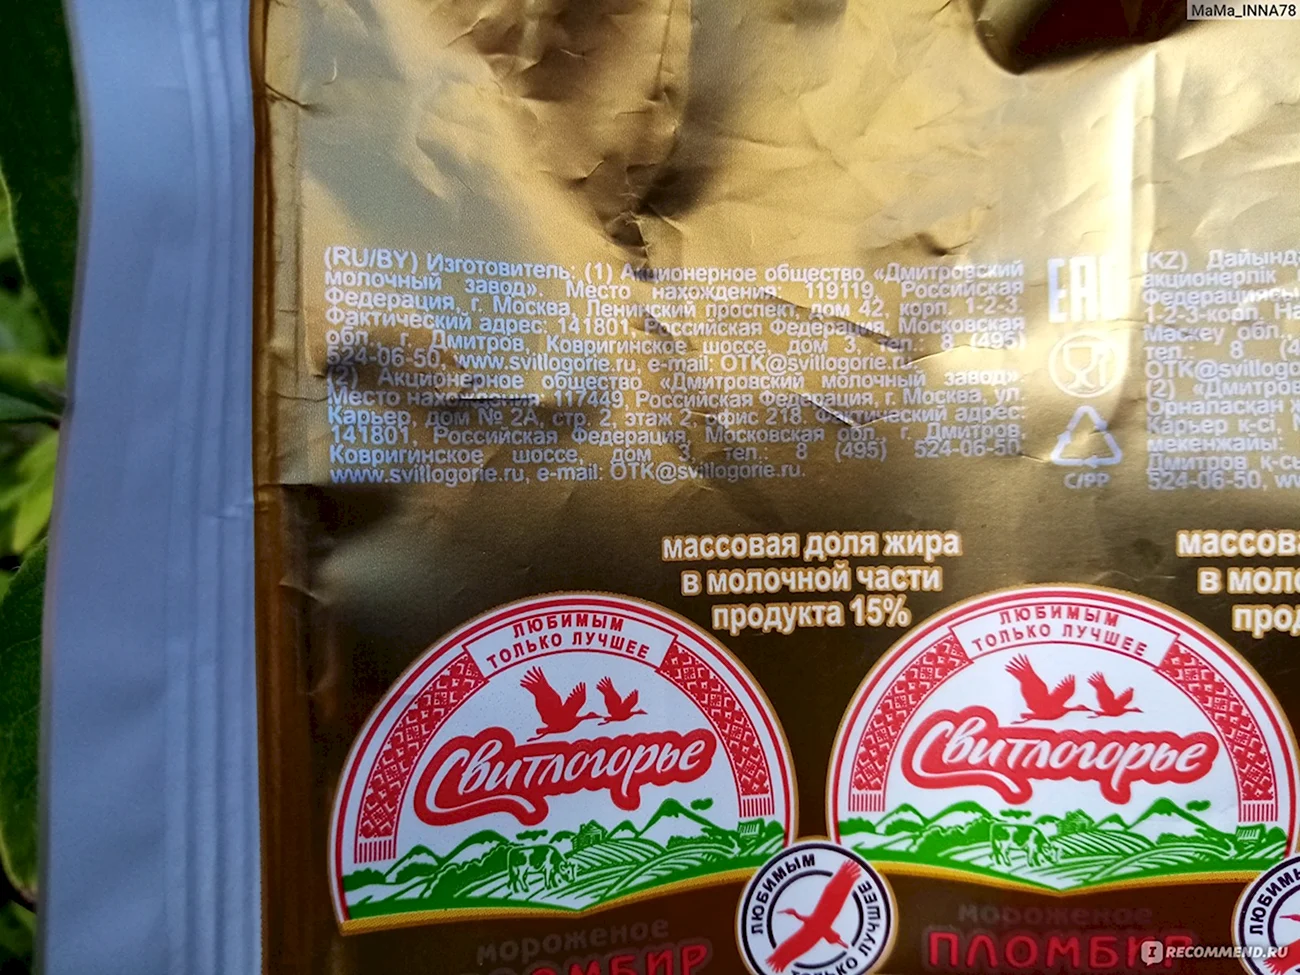 MaMa_INNA78
(RU/BY) Изготовитель: (1) Акционерное общество «Дмитровский
молочный завод». Место нахождения: 119119, Российская
Федерация, г. Москва, Ленинский проспект, дом 42, корп. 1-2-3.
Фактический адрес: 141801, Российская Федерация, Московская
обл., г. Дмитров, Ковригинское шоссе, дом 3, тел.: 8 (495)
524-06-50, www.svitlogorie.ru, e-mail: OTK@svitlogorie.ru.
(2) Акционерное общество «Дмитровский молочный завод».
Место нахождения: 117449, Российская Федерация, г. Москва, ул.
Карьер, дом № 2А, стр. 2, этаж 2 офис 218. Фактический адрес:
141801, Российская Федерация, Московская обл., г. Дмитров,
Ковригинское шоссе, дом 3, тел.: 8 (495) 524-06-50,
www.svitlogorie.ru, e-mail: OTK@svitlogorie.ru.
EAC
C/PP
(KZ) Дайынд
акционерлік
Федерациясы
1-2-3-корп. На
Маскеу обл.,
тел.: 8 (4
OTK@svitlogo
(2) «Дмитров
Орналасқан
Карьер к-сі,
мекенжайы:
Дмитров қ-сы
524-06-50, ww
массовая доля жира
в молочной части
продукта 15%
массова
в моло
прод
ЛЮБИМЫМ
ТОЛЬКО ЛУЧШЕЕ
Свитлогорье
ЛЮБИМЫМ
ТОЛЬКО ЛУЧШЕЕ
Свитлогорье
ЛЮБИМЫМ
ТОЛЬКО ЛУЧШЕЕ
ЛЮБИМЫ
мороженое
ПЛОМБИР
мороженое
ПЛОМБИР
RECOMMEND.RU